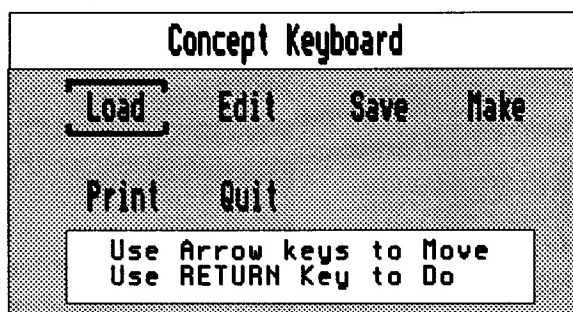 Concept Keyboard
Load Edit Save Make
Print Quit
Use Arrow keys to Move
Use RETURN Key to Do